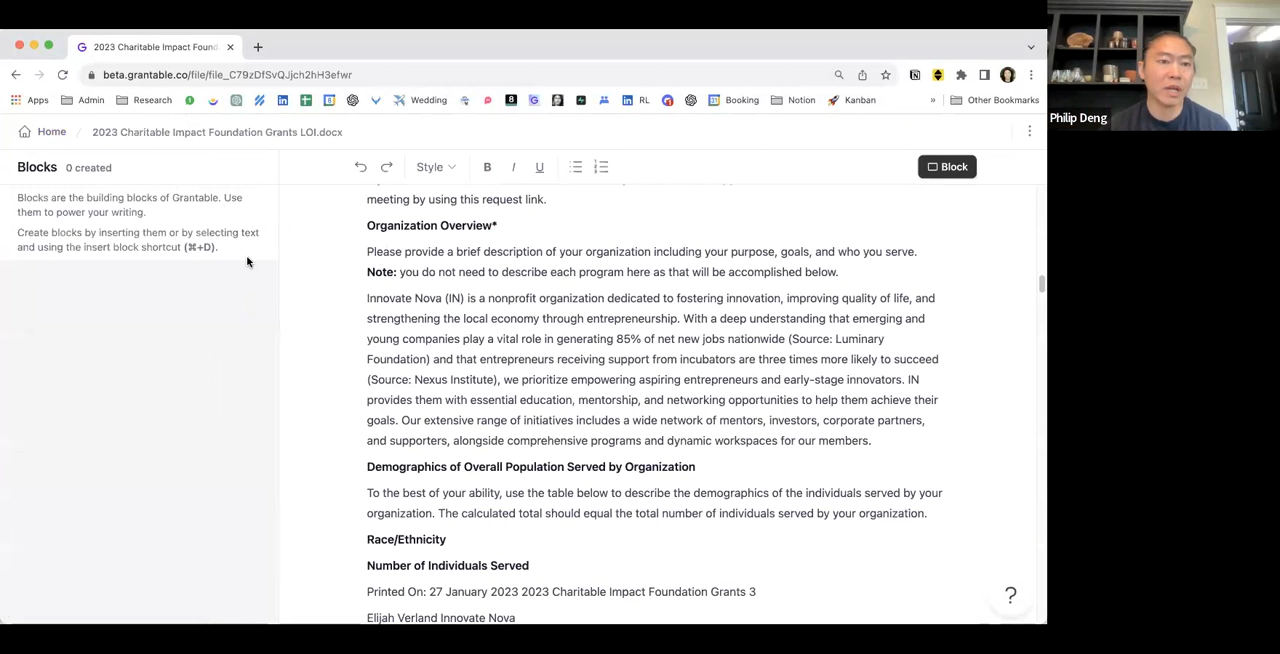 2023 Charitable Impact Foun
beta.grantable.co/file/file_C79zDfSvQJjch2hH3efwr
Apps Admin Research Wedding RL Booking Notion Kanban » Other Bookmarks
Philip Deng
Home / 2023 Charitable Impact Foundation Grants LOI.docx
Blocks 0 created
Style B I U Block
Blocks are the building blocks of Grantable. Use
them to power your writing.
Create blocks by inserting them or by selecting text
and using the insert block shortcut (⌘+D).
meeting by using this request link.
Organization Overview*
Please provide a brief description of your organization including your purpose, goals, and who you serve.
Note: you do not need to describe each program here as that will be accomplished below.
Innovate Nova (IN) is a nonprofit organization dedicated to fostering innovation, improving quality of life, and
strengthening the local economy through entrepreneurship. With a deep understanding that emerging and
young companies play a vital role in generating 85% of net new jobs nationwide (Source: Luminary
Foundation) and that entrepreneurs receiving support from incubators are three times more likely to succeed
(Source: Nexus Institute), we prioritize empowering aspiring entrepreneurs and early-stage innovators. IN
provides them with essential education, mentorship, and networking opportunities to help them achieve their
goals. Our extensive range of initiatives includes a wide network of mentors, investors, corporate partners,
and supporters, alongside comprehensive programs and dynamic workspaces for our members.
Demographics of Overall Population Served by Organization
To the best of your ability, use the table below to describe the demographics of the individuals served by your
organization. The calculated total should equal the total number of individuals served by your organization.
Race/Ethnicity
Number of Individuals Served
Printed On: 27 January 2023 2023 Charitable Impact Foundation Grants 3
Elijah Verland Innovate Nova
?